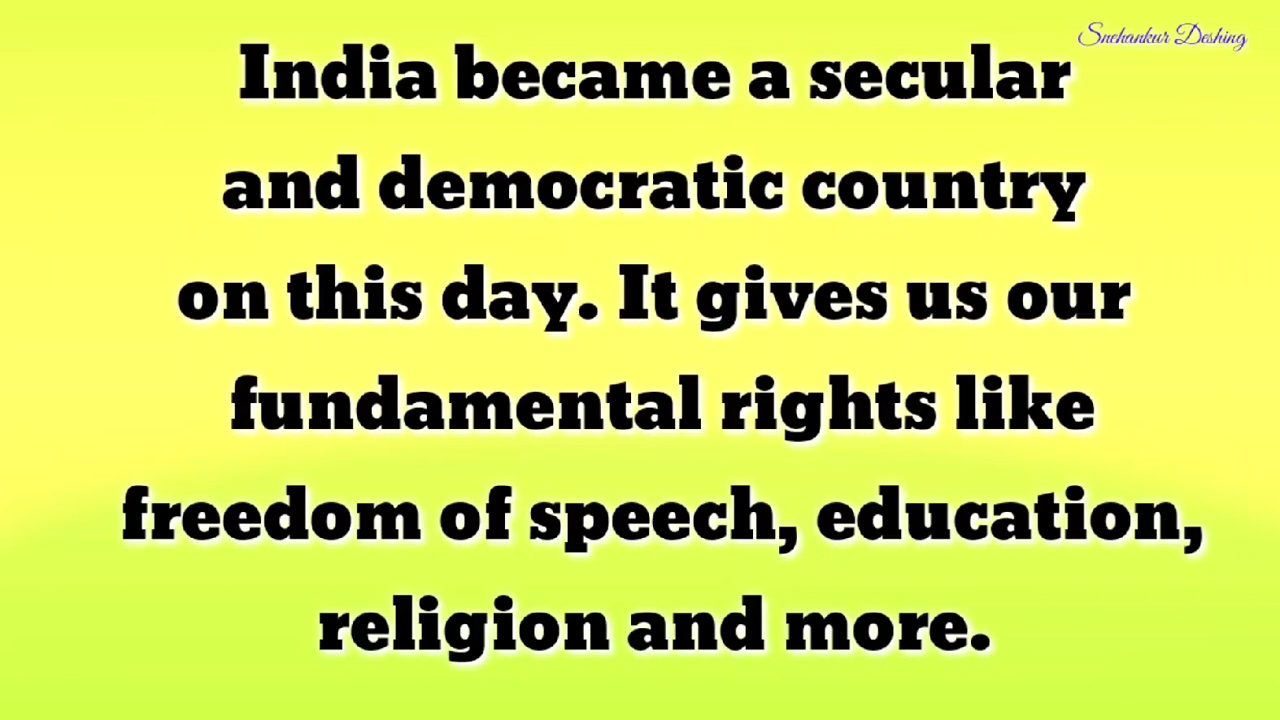 Snehankur Deshing
India became a secular
and democratic country
on this day. It gives us our
fundamental rights like
freedom of speech, education,
religion and more.